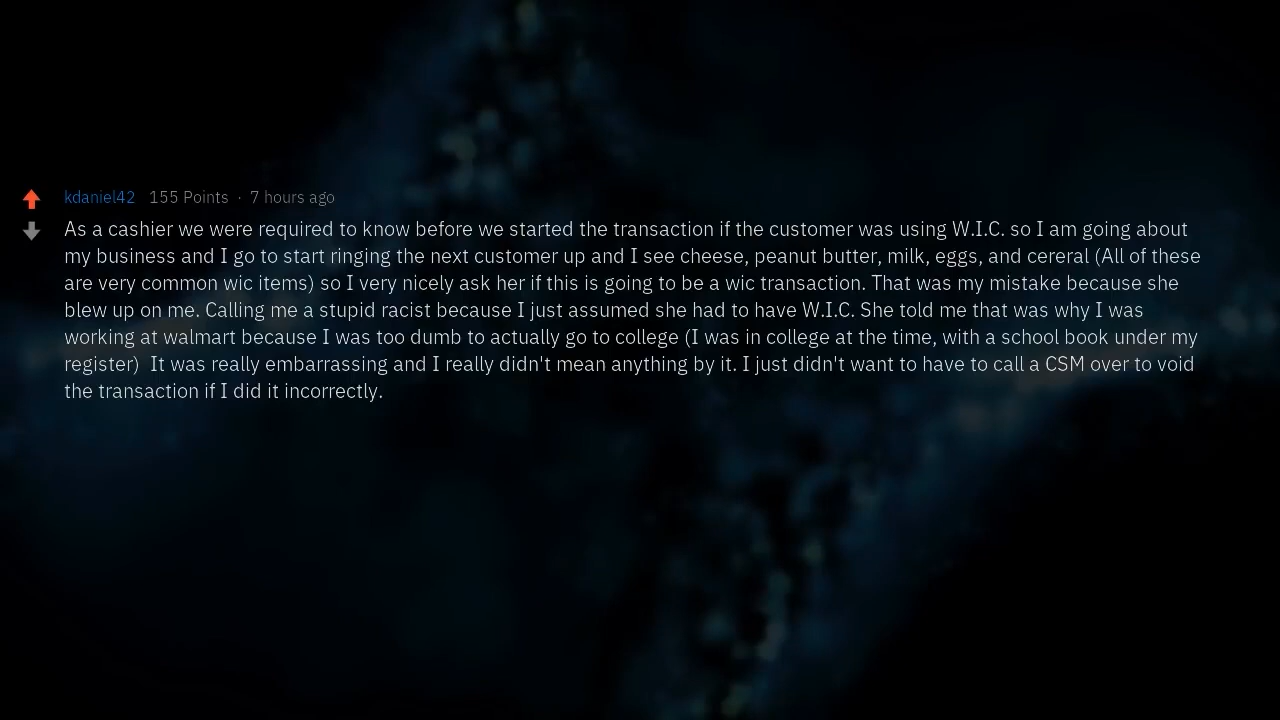 kdaniel42 155 Points · 7 hours ago
As a cashier we were required to know before we started the transaction if the customer was using W.I.C. so I am going about
my business and I go to start ringing the next customer up and I see cheese, peanut butter, milk, eggs, and cereral (All of these
are very common wic items) so I very nicely ask her if this is going to be a wic transaction. That was my mistake because she
blew up on me. Calling me a stupid racist because I just assumed she had to have W.I.C. She told me that was why I was
working at walmart because I was too dumb to actually go to college (I was in college at the time, with a school book under my
register)  It was really embarrassing and I really didn't mean anything by it. I just didn't want to have to call a CSM over to void
the transaction if I did it incorrectly.